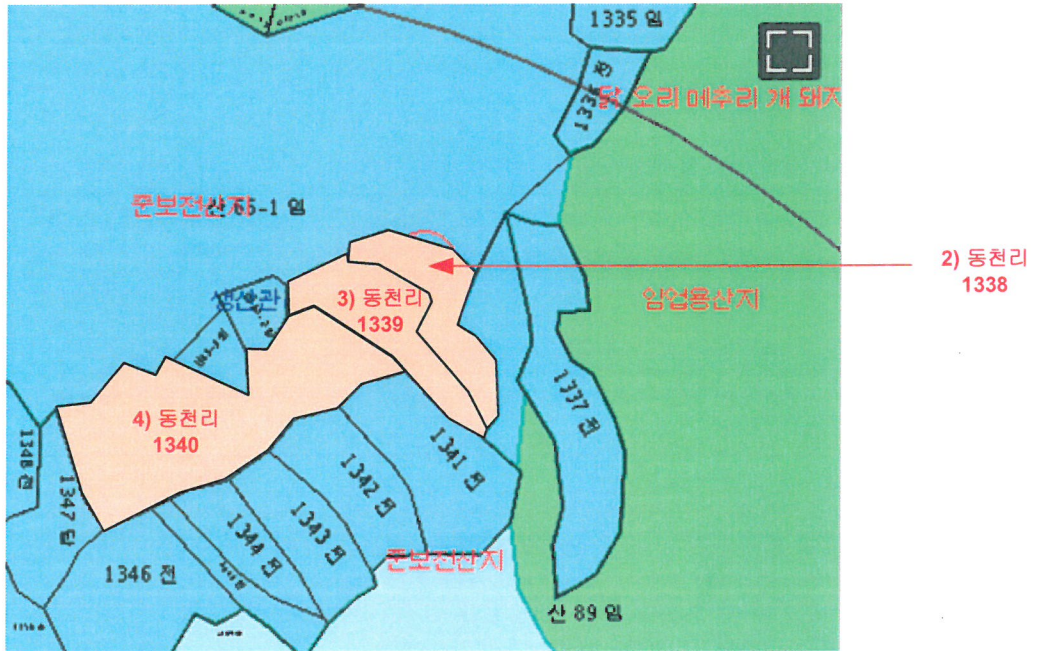 1335 임
1336 전
닭 오리 메추리 개 돼지
준보전산지
산 65-1 임
2) 동천리
1338
생산관
3) 동천리
1339
임업용산지
4) 동천리
1340
1337 전
1348 전
1347 답
1341 전
1342 전
1343 전
1344 전
1346 전
준보전산지
산 89 임